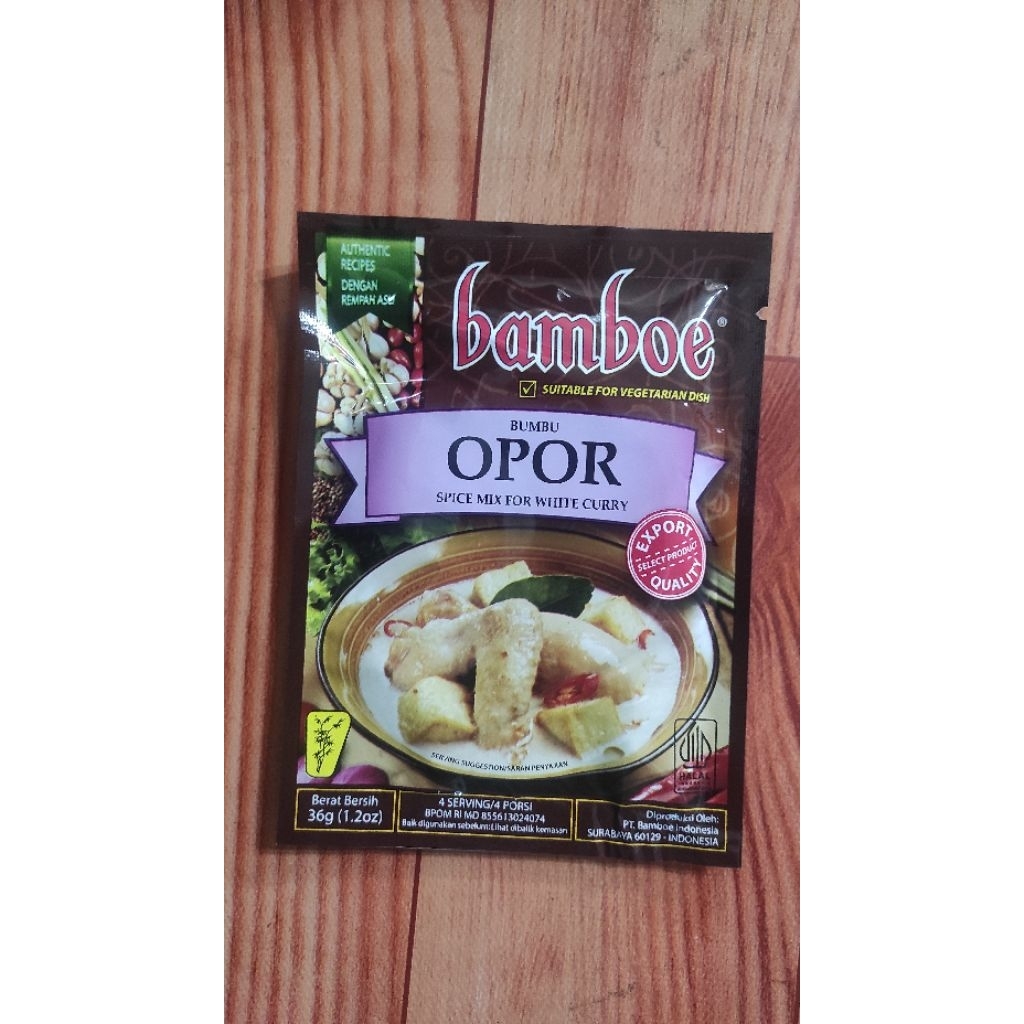 AUTHENTIC
RECIPES
DENGAN
REMPAH ASLI
bamboe®
SUITABLE FOR VEGETARIAN DISH
BUMBU
OPOR
SPICE MIX FOR WHITE CURRY
EXPORT
SELECT PRODUCT
QUALITY
SERVING SUGGESTION/SARAN PENYAJIAN
HALAL
Berat Bersih
36g (1.2oz)
4 SERVING/4 PORSI
BPOM RI MD 855613024074
Baik digunakan sebelum:Lihat dibalik kemasan
Diproduksi Oleh:
PT. Bamboe Indonesia
SURABAYA 60129 - INDONESIA